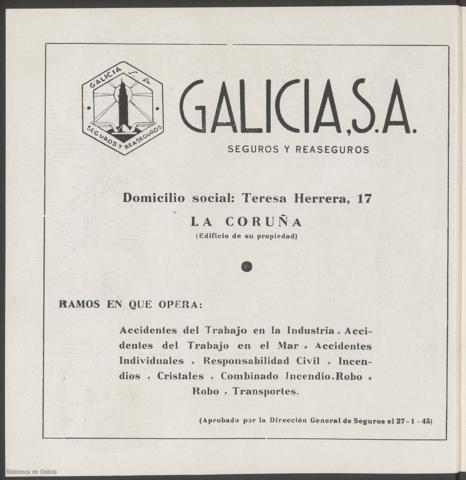 GALICIA S.A.
SEGUROS Y REASEGUROS
GALICIA, S.A.
SEGUROS Y REASEGUROS
Domicilio social: Teresa Herrera, 17
LA CORUÑA
(Edificio de su propiedad)
RAMOS EN QUE OPERA:
Accidentes del Trabajo en la Industria . Acci-
dentes del Trabajo en el Mar . Accidentes
Individuales . Responsabilidad Civil . Incen-
dios . Cristales . Combinado Incendio-Robo .
Robo . Transportes.
(Aprobado por la Dirección General de Seguros el 27 - 1 - 45)
Biblioteca de Galicia